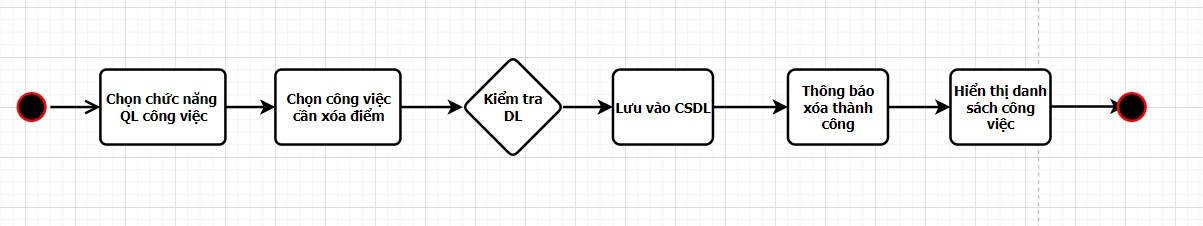 Chọn chức năng
QL công việc
Chọn công việc
cần xóa điểm
Kiểm tra
DL
Lưu vào CSDL
Thông báo
xóa thành
công
Hiển thị danh
sách công
việc